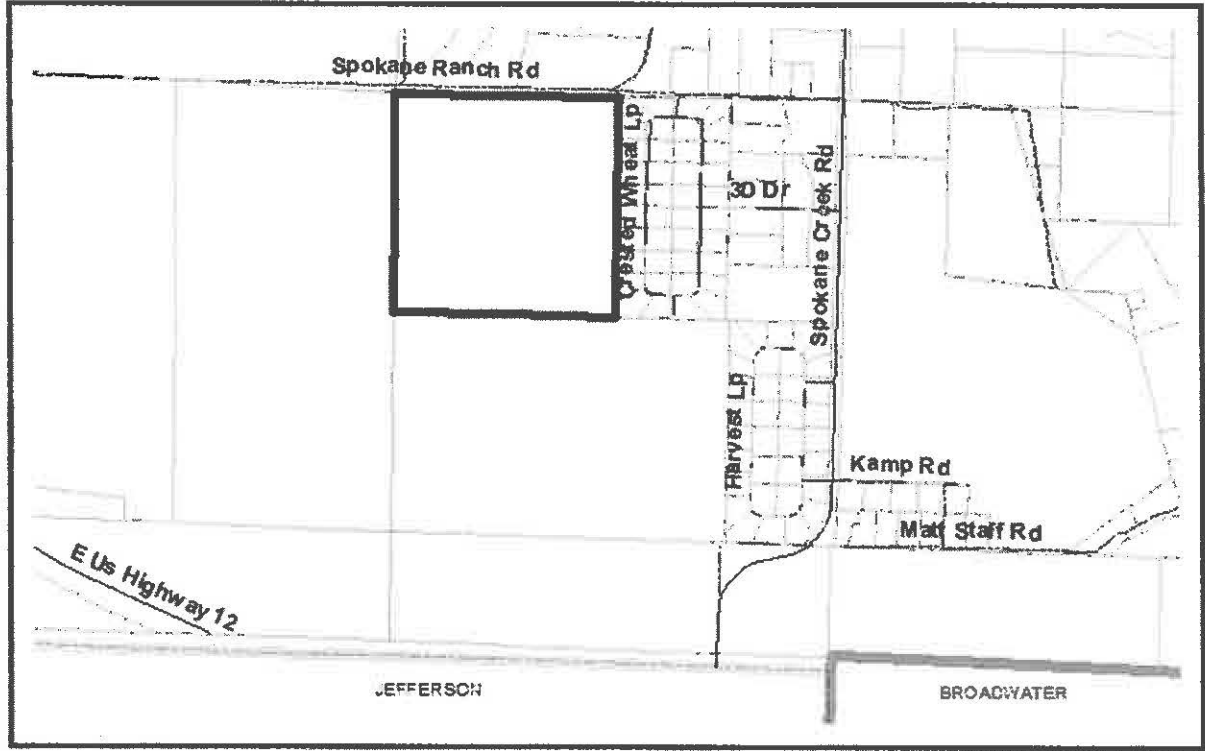 Spokane Ranch Rd
Crested Wheat Lp
3D Dr
Spokane Creek Rd
Harvest Lp
Kamp Rd
Matt Staff Rd
E Us Highway 12
JEFFERSON
BROADWATER